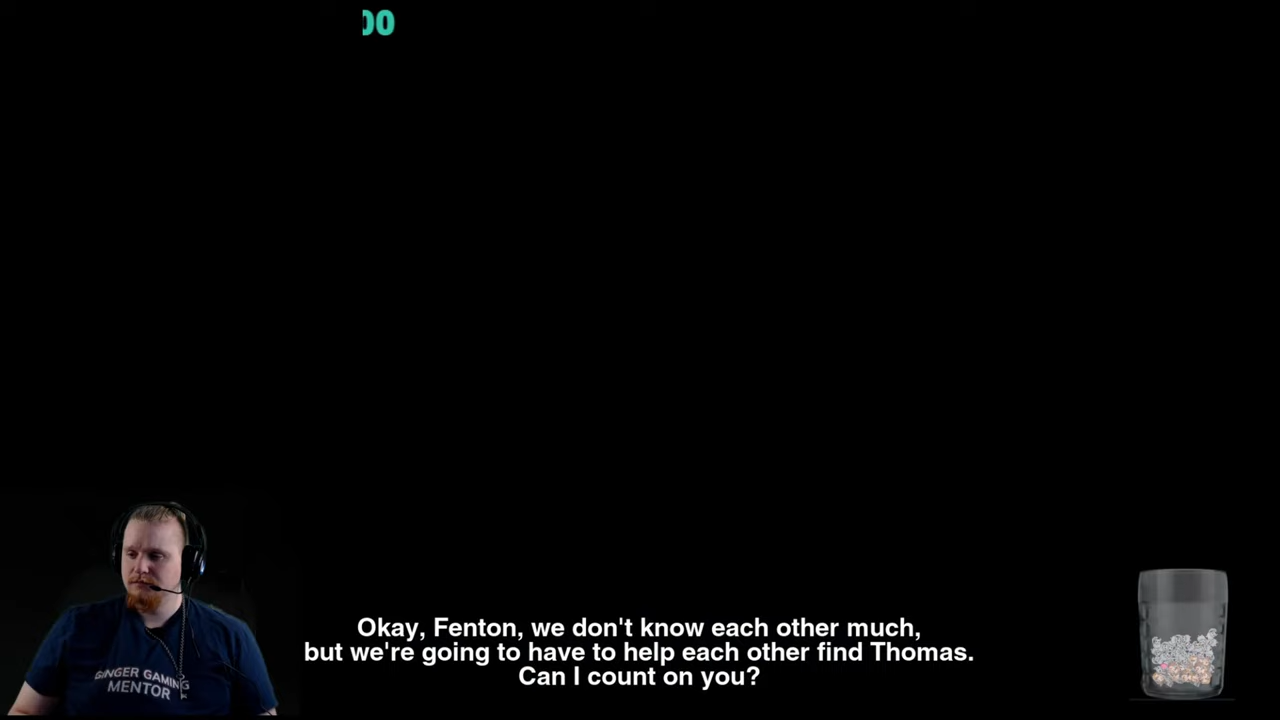 00
Okay, Fenton, we don't know each other much,
but we're going to have to help each other find Thomas.
Can I count on you?
GINGER GAMING
MENTOR